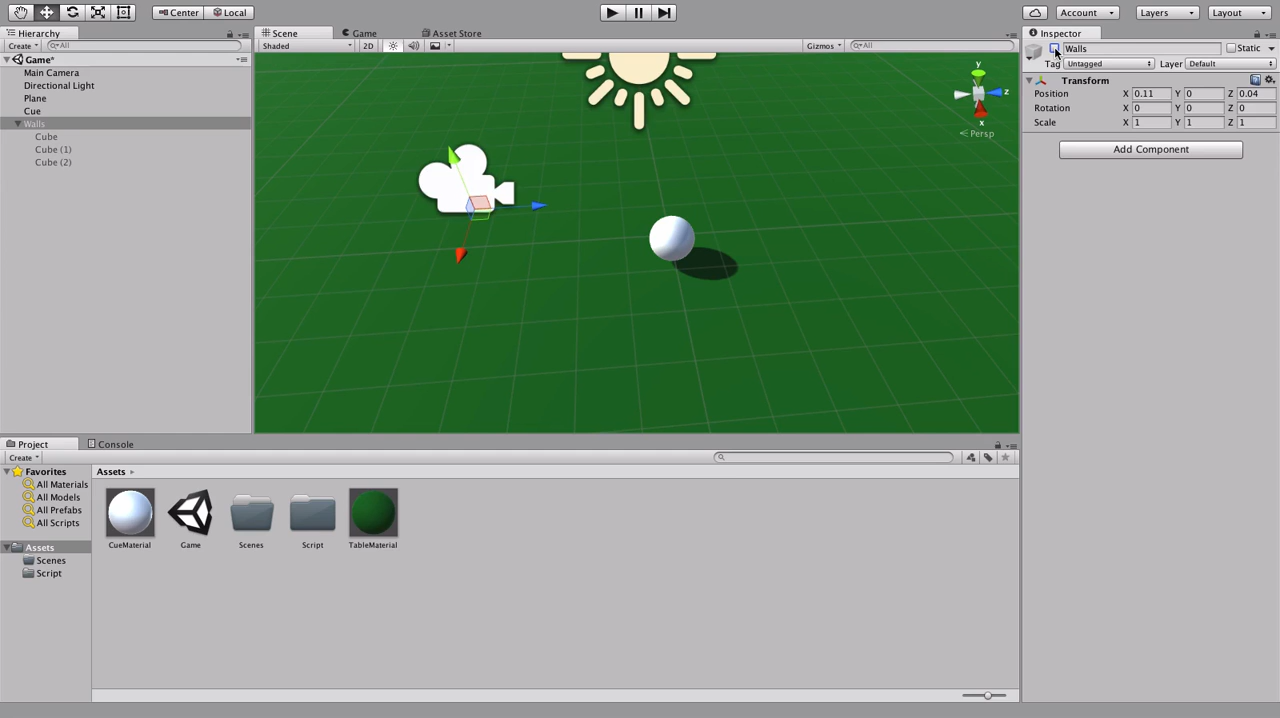 Center Local Account Layers Layout
Hierarchy Scene Game Asset Store Inspector
Create All Shaded 2D Gizmos All Walls Static
Game* Tag Untagged Layer Default
Main Camera Transform
Directional Light Position X 0.11 Y 0 Z 0.04
Plane Rotation X 0 Y 0 Z 0
Cue Scale X 1 Y 1 Z 1
Walls
Cube
Cube (1) Add Component
Cube (2)
y
z
x
Persp
Project Console
Create
Favorites Assets
All Materials
All Models
All Prefabs
All Scripts
CueMaterial Game Scenes Script TableMaterial
Assets
Scenes
Script